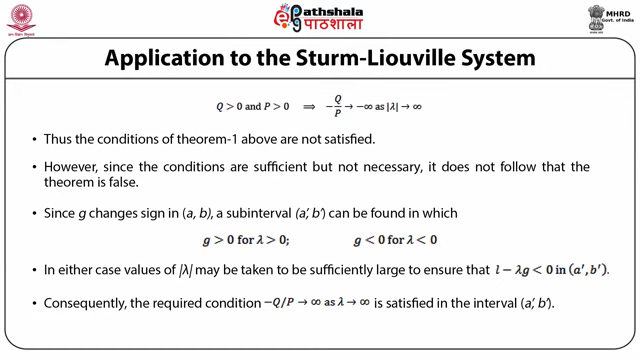 ePathshala
पाठशाला
MHRD
Govt. of India
Application to the Sturm-Liouville System
Q > 0 and P > 0 ⟹ −Q/P → −∞ as |λ| → ∞
• Thus the conditions of theorem-1 above are not satisfied.
• However, since the conditions are sufficient but not necessary, it does not follow that the
theorem is false.
• Since g changes sign in (a, b), a subinterval (a′, b′) can be found in which
g > 0 for λ > 0; g < 0 for λ < 0
• In either case values of |λ| may be taken to be sufficiently large to ensure that l − λg < 0 in (a′, b′).
• Consequently, the required condition −Q/P → ∞ as λ → ∞ is satisfied in the interval (a′, b′).